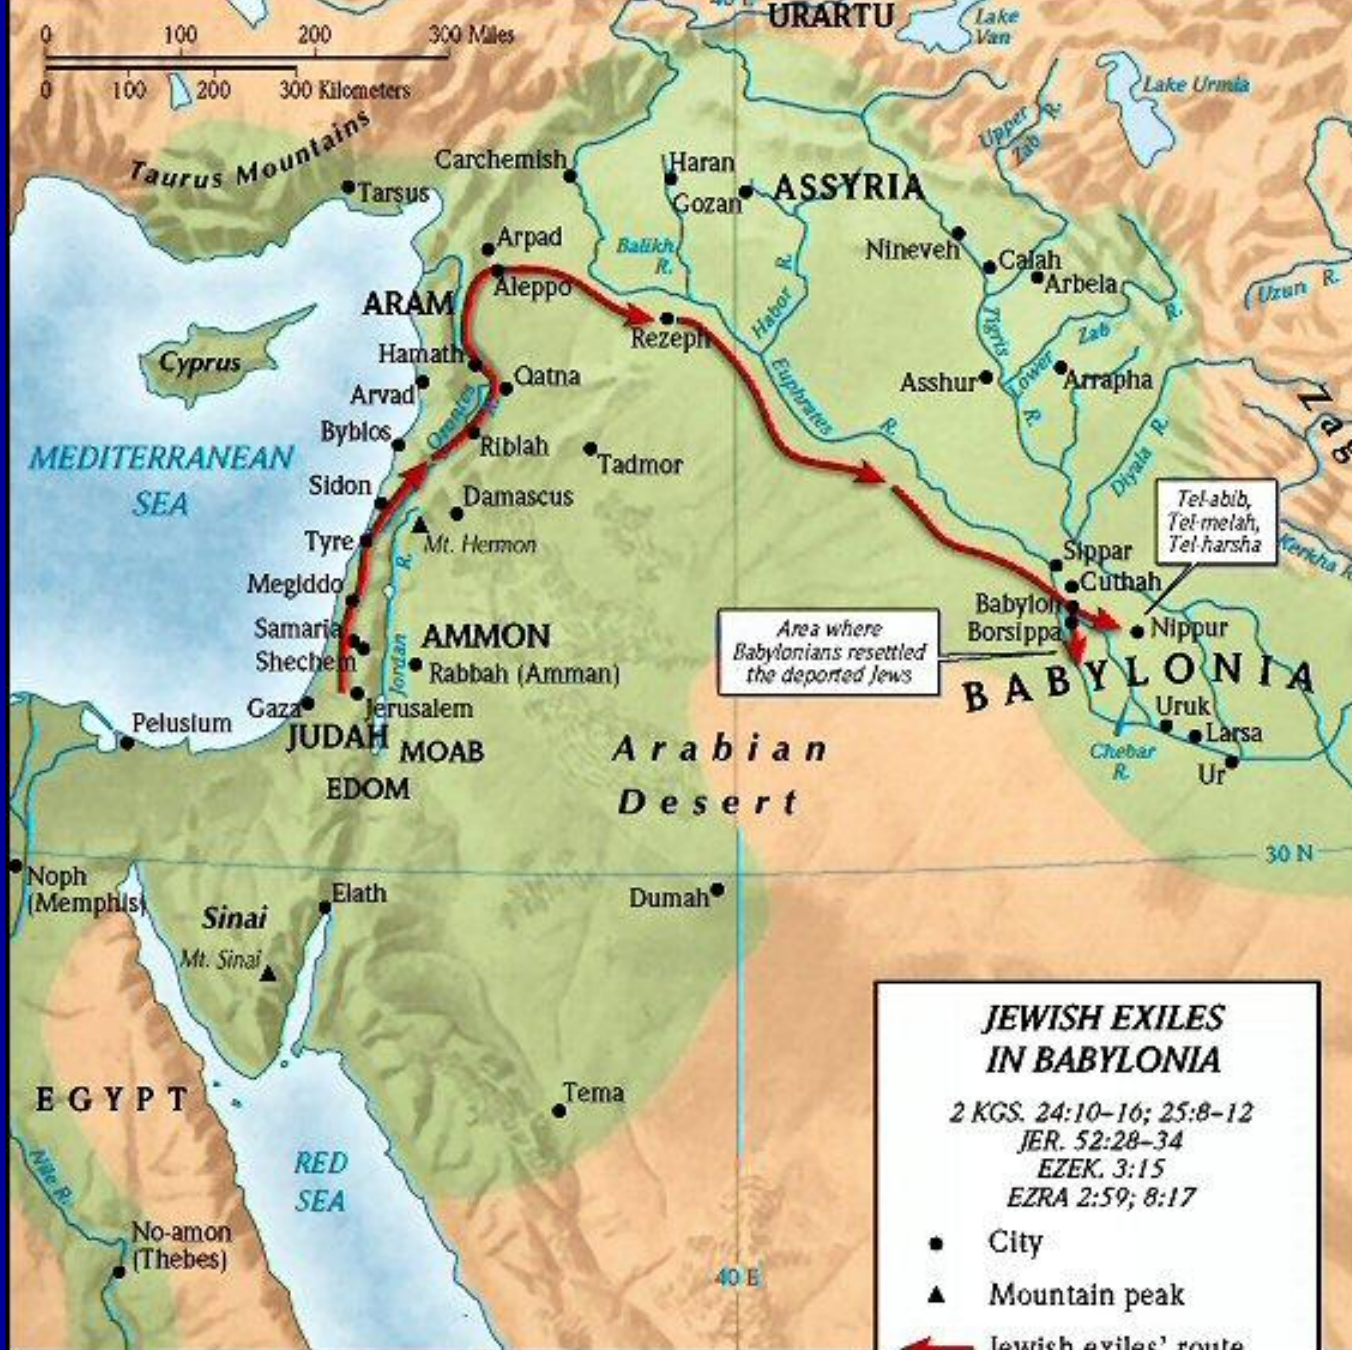 URARTU
40 E
Lake
Van
Lake Urmia
0 100 200 300 Miles
0 100 200 300 Kilometers
Taurus Mountains
Tarsus
Carchemish
Haran
Gozan
ASSYRIA
Upper
Zab R.
Arpad
Aleppo
Balikh
R.
Habor R.
Nineveh
Calah
Arbela
Uzun R.
ARAM
Rezeph
Tigris
R.
Lower Zab R.
Cyprus
Hamath
Arvad
Qatna
Orontes R.
Euphrates R.
Asshur
Arrapha
Zag
Byblos
Riblah
Tadmor
Diyala R.
MEDITERRANEAN
SEA
Sidon
Damascus
Tyre
Mt. Hermon
Tel-abib,
Tel-melah,
Tel-harsha
Kerkha R.
Sippar
Cuthah
Megiddo
Babylon
Borsippa
Nippur
Samaria
Shechem
Jordan R.
AMMON
Rabbah (Amman)
Area where
Babylonians resettled
the deported Jews
BABYLONIA
Gaza
Jerusalem
Pelusium
JUDAH
MOAB
EDOM
Arabian
Desert
Uruk
Larsa
Ur
Chebar
R.
30 N
Noph
(Memphis)
Elath
Dumah
Sinai
Mt. Sinai
EGYPT
Tema
RED
SEA
Nile R.
No-amon
(Thebes)
40 E
JEWISH EXILES
IN BABYLONIA
2 KGS. 24:10–16; 25:8–12
JER. 52:28–34
EZEK. 3:15
EZRA 2:59; 8:17
City
Mountain peak
Jewish exiles' route